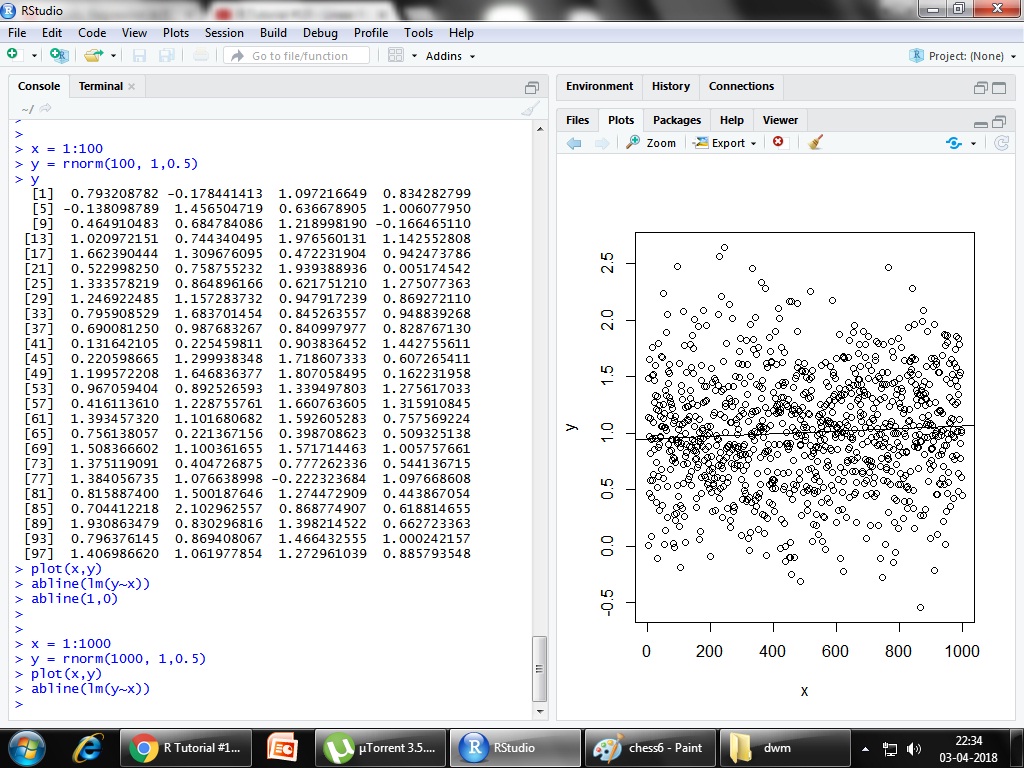 RStudio
File Edit Code View Plots Session Build Debug Profile Tools Help
Go to file/function Addins Project: (None)
Console Terminal
Environment History Connections
~/
Files Plots Packages Help Viewer
Zoom Export
>
>
> x = 1:100
> y = rnorm(100, 1,0.5)
> y
[1] 0.793208782 -0.178441413 1.097216649 0.834282799
[5] -0.138098789 1.456504719 0.636678905 1.006077950
[9] 0.464910483 0.684784086 1.218998190 -0.166465110
[13] 1.020972151 0.744340495 1.976560131 1.142552808
[17] 1.662390444 1.309676095 0.472231904 0.942473786
[21] 0.522998250 0.758755232 1.939388936 0.005174542
[25] 1.333578219 0.864896166 0.621751210 1.275077363
[29] 1.246922485 1.157283732 0.947917239 0.869272110
[33] 0.795908529 1.683701454 0.845263557 0.948839268
[37] 0.690081250 0.987683267 0.840997977 0.828767130
[41] 0.131642105 0.225459811 0.903836452 1.442755611
[45] 0.220598665 1.299938348 1.718607333 0.607265411
[49] 1.199572208 1.646836377 1.807058495 0.162231958
[53] 0.967059404 0.892526593 1.339497803 1.275617033
[57] 0.416113610 1.228755761 1.660763605 1.315910845
[61] 1.393457320 1.101680682 1.592605283 0.757569224
[65] 0.756138057 0.221367156 0.398708623 0.509325138
[69] 1.508366602 1.100361655 1.571714463 1.005757661
[73] 1.375119091 0.404726875 0.777262336 0.544136715
[77] 1.384056735 1.076638998 -0.222323684 1.097668608
[81] 0.815887400 1.500187646 1.274472909 0.443867054
[85] 0.704412218 2.102962557 0.868774907 0.618814655
[89] 1.930863479 0.830296816 1.398214522 0.662723363
[93] 0.796376145 0.869408067 1.466432555 1.000242157
[97] 1.406986620 1.061977854 1.272961039 0.885793548
> plot(x,y)
> abline(lm(y~x))
> abline(1,0)
>
>
> x = 1:1000
> y = rnorm(1000, 1,0.5)
> plot(x,y)
> abline(lm(y~x))
>
2.5
2.0
1.5
1.0
0.5
0.0
-0.5
y
0 200 400 600 800 1000
x
R Tutorial #1... µTorrent 3.5.... RStudio chess6 - Paint dwm
22:34
03-04-2018